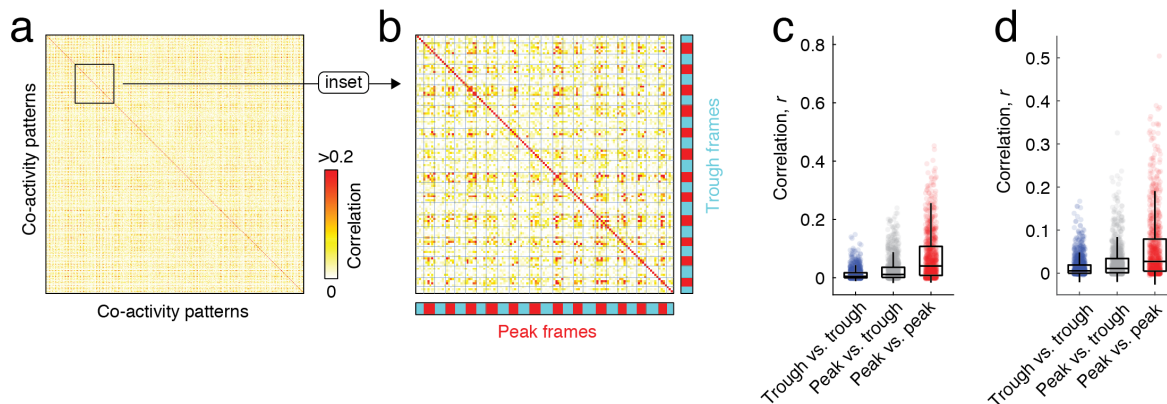 a
Co-activity patterns
Co-activity patterns
>0.2
Correlation
0
inset
b
Trough frames
Peak frames
c
Correlation, r
0.8
0.6
0.4
0.2
0
Trough vs. trough
Peak vs. trough
Peak vs. peak
d
Correlation, r
0.5
0.4
0.3
0.2
0.1
0
Trough vs. trough
Peak vs. trough
Peak vs. peak